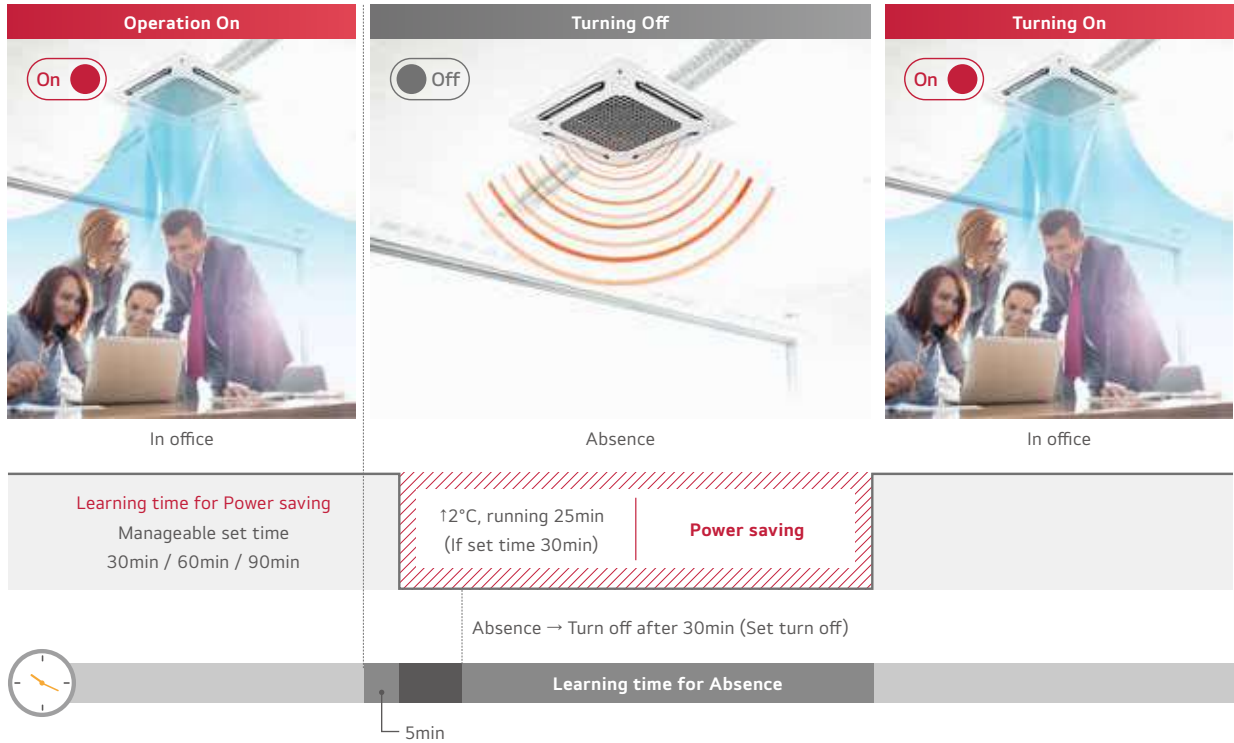 Operation On
Turning Off
Turning On
On
Off
On
In office
Absence
In office
Learning time for Power saving
Manageable set time
30min / 60min / 90min
↑2°C, running 25min
(If set time 30min)
Power saving
Absence → Turn off after 30min (Set turn off)
Learning time for Absence
5min